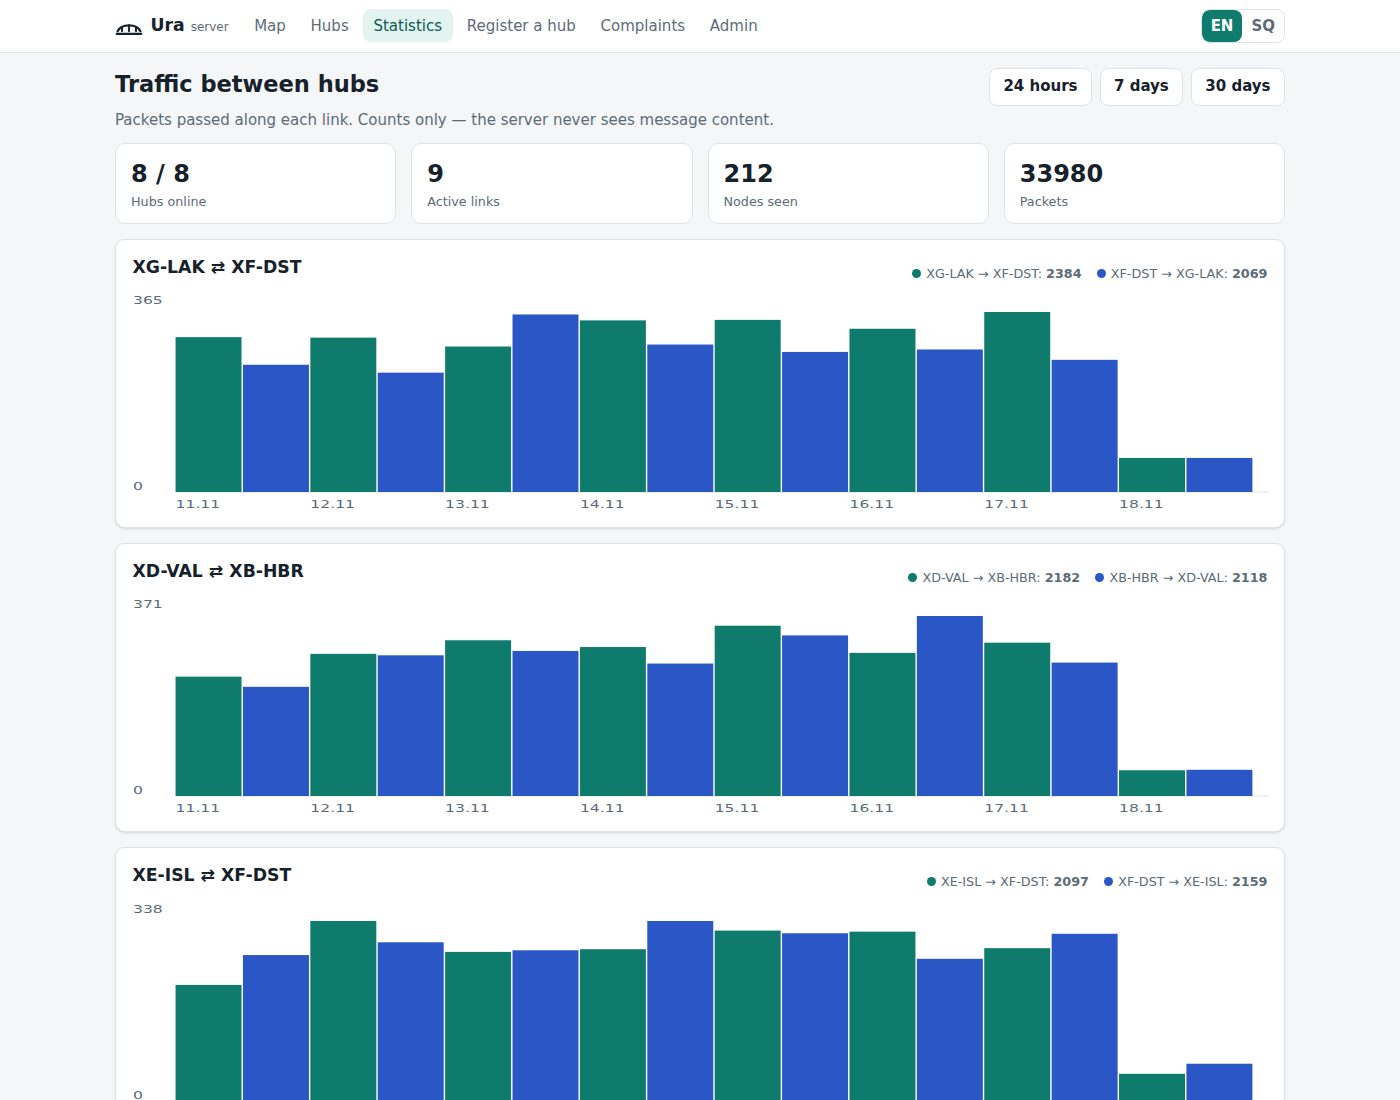 Ura server Map Hubs Statistics Register a hub Complaints Admin EN SQ
Traffic between hubs 24 hours 7 days 30 days
Packets passed along each link. Counts only — the server never sees message content.
8 / 8
Hubs online
9
Active links
212
Nodes seen
33980
Packets
XG-LAK ⇄ XF-DST
XG-LAK → XF-DST: 2384 XF-DST → XG-LAK: 2069
365
0
11.11 12.11 13.11 14.11 15.11 16.11 17.11 18.11
XD-VAL ⇄ XB-HBR
XD-VAL → XB-HBR: 2182 XB-HBR → XD-VAL: 2118
371
0
11.11 12.11 13.11 14.11 15.11 16.11 17.11 18.11
XE-ISL ⇄ XF-DST
XE-ISL → XF-DST: 2097 XF-DST → XE-ISL: 2159
338
0